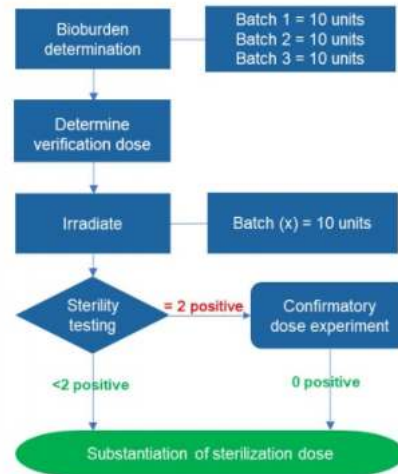 Bioburden
determination
Batch 1 = 10 units
Batch 2 = 10 units
Batch 3 = 10 units
Determine
verification dose
Irradiate
Batch (x) = 10 units
Sterility
testing
= 2 positive
Confirmatory
dose experiment
<2 positive
0 positive
Substantiation of sterilization dose